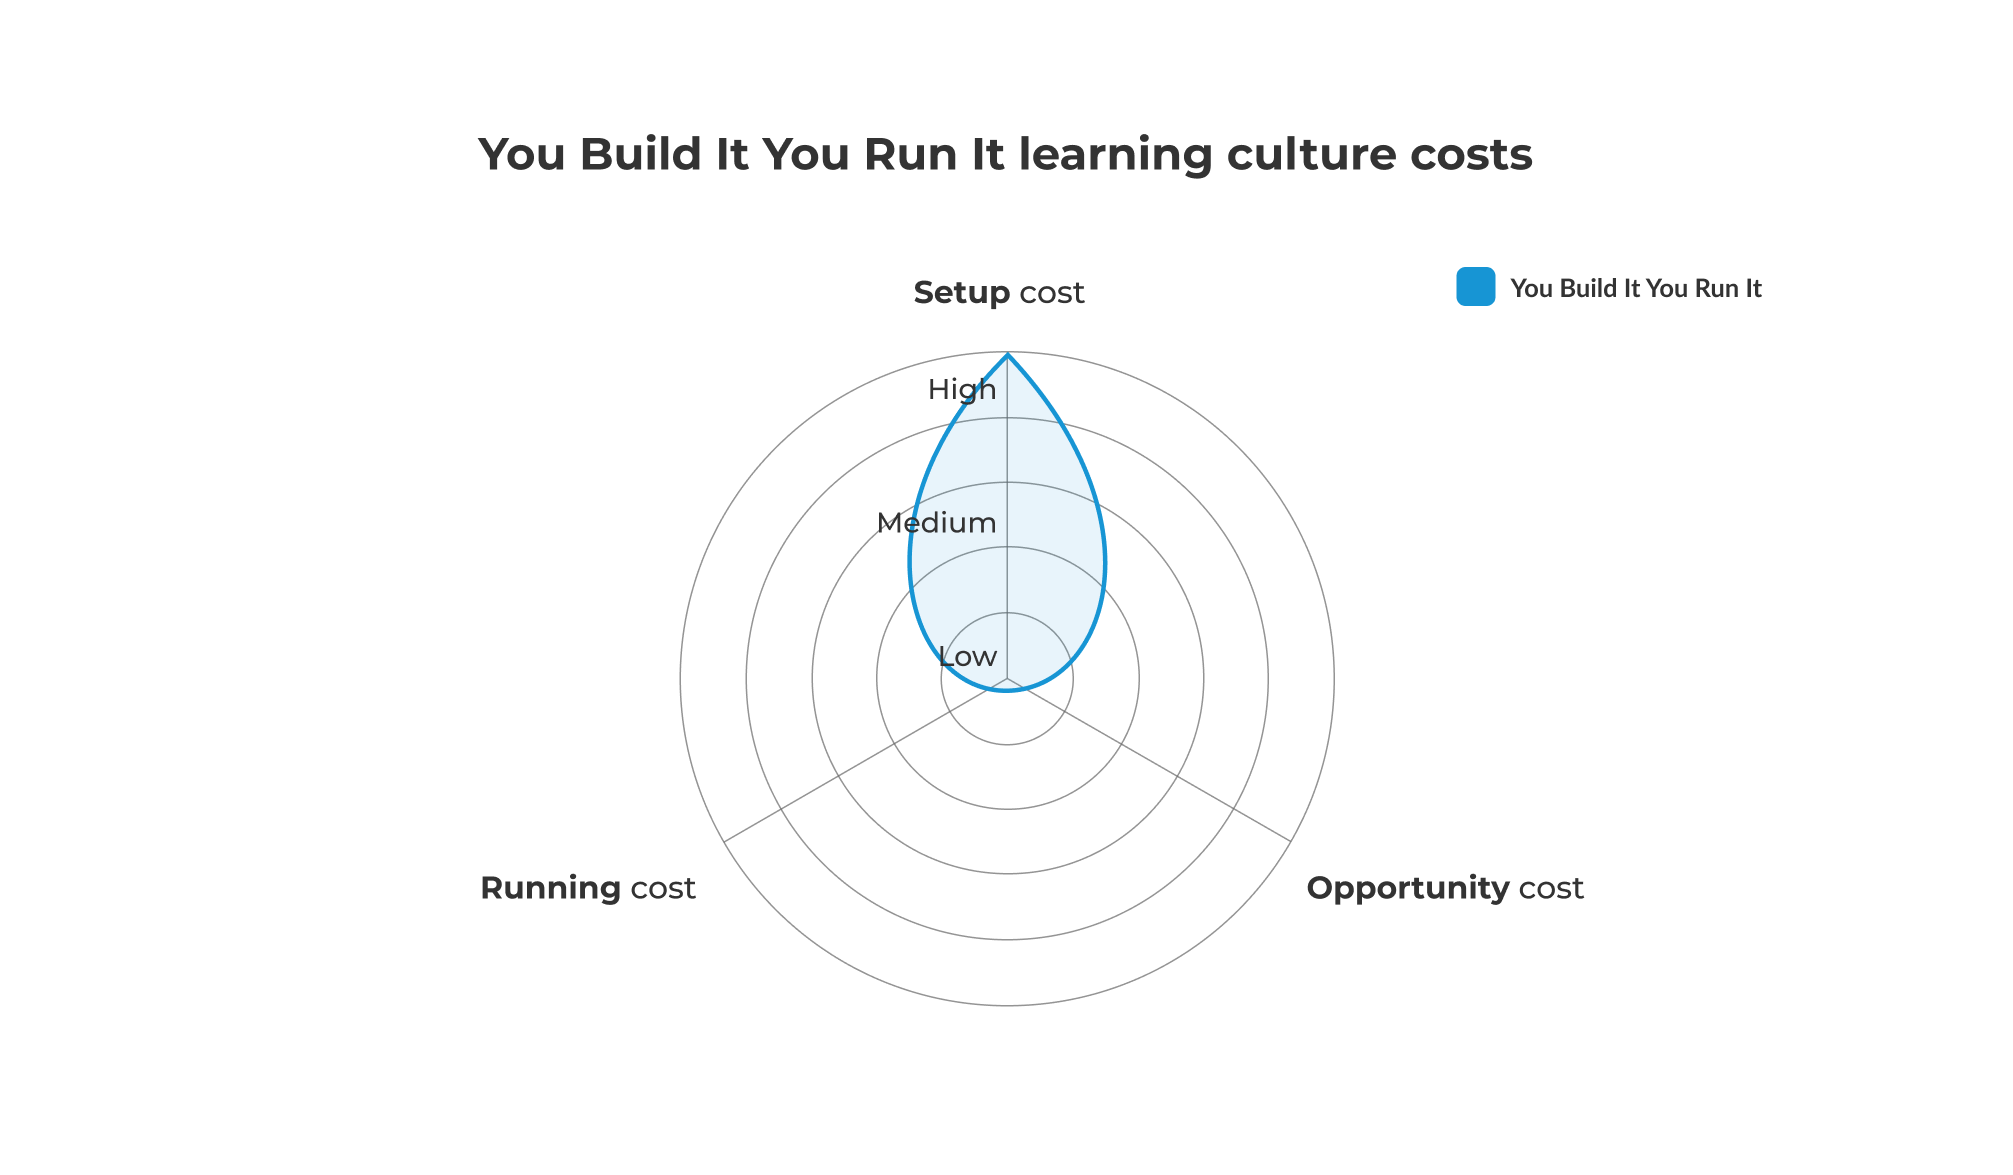 You Build It You Run It learning culture costs
Setup cost
You Build It You Run It
High
Medium
Low
Running cost
Opportunity cost